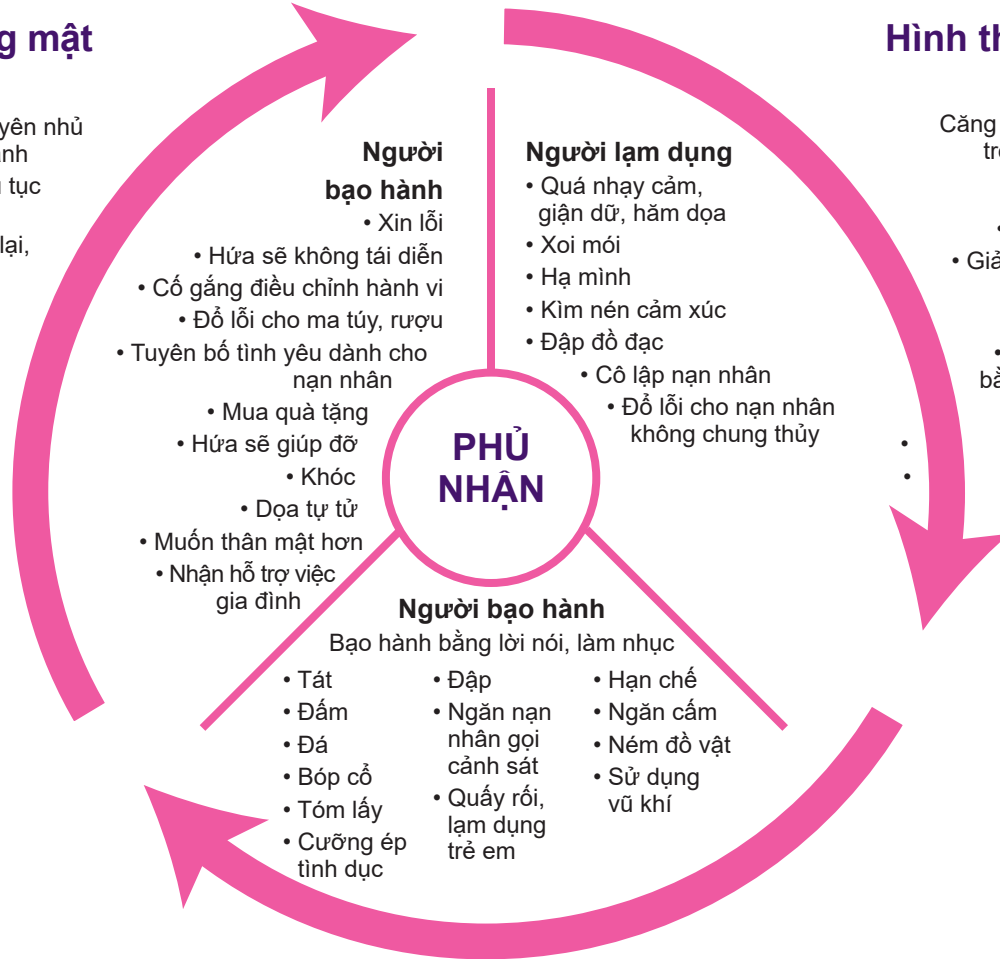 g mật
yên nhủ
tục
lại,
Người
bạo hành
• Xin lỗi
• Hứa sẽ không tái diễn
• Cố gắng điều chỉnh hành vi
• Đổ lỗi cho ma túy, rượu
• Tuyên bố tình yêu dành cho
nạn nhân
• Mua quà tặng
• Hứa sẽ giúp đỡ
• Khóc
• Dọa tự tử
• Muốn thân mật hơn
• Nhận hỗ trợ việc
gia đình
Người lạm dụng
• Quá nhạy cảm,
giận dữ, hăm dọa
• Xoi mói
• Hạ mình
• Kìm nén cảm xúc
• Đập đồ đạc
• Cô lập nạn nhân
• Đổ lỗi cho nạn nhân
không chung thủy
PHỦ
NHẬN
Người bạo hành
Bạo hành bằng lời nói, làm nhục
• Tát
• Đấm
• Đá
• Bóp cổ
• Tóm lấy
• Cưỡng ép
tình dục
• Đập
• Ngăn nạn
nhân gọi
cảnh sát
• Quấy rối,
lạm dụng
trẻ em
• Hạn chế
• Ngăn cấm
• Ném đồ vật
• Sử dụng
vũ khí
Hình th
Căng
• Giả